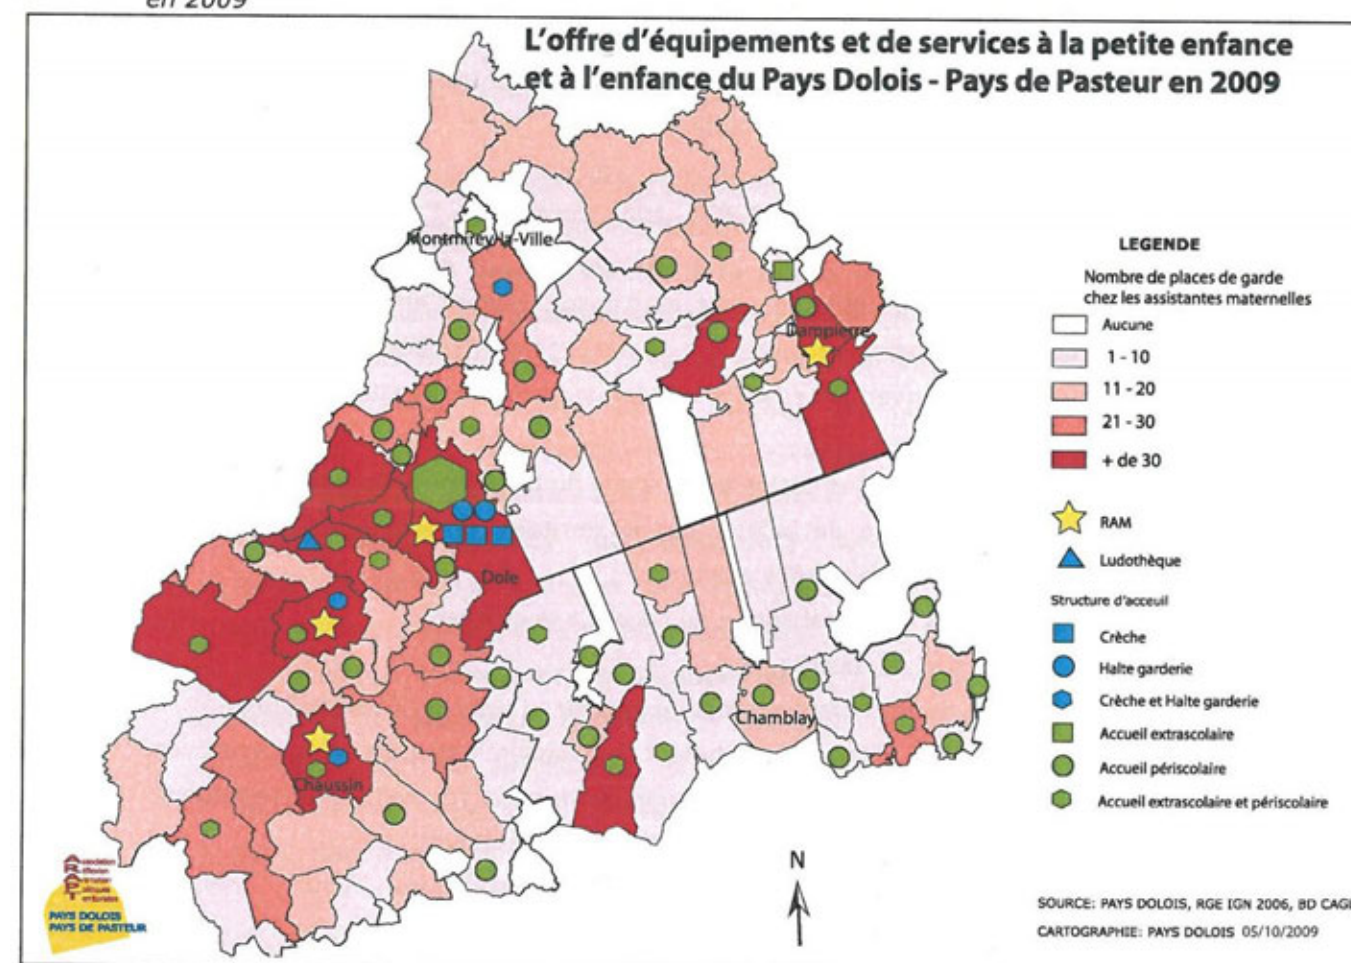 en 2009
L'offre d'équipements et de services à la petite enfance
et à l'enfance du Pays Dolois - Pays de Pasteur en 2009
Montmirey-la-Ville
Dampierre
Dole
Chamblay
Chaussin
LEGENDE
Nombre de places de garde
chez les assistantes maternelles
Aucune
1 - 10
11 - 20
21 - 30
+ de 30
RAM
Ludothèque
Structure d'acceuil
Crèche
Halte garderie
Crèche et Halte garderie
Accueil extrascolaire
Accueil périscolaire
Accueil extrascolaire et périscolaire
N
PAYS DOLOIS
PAYS DE PASTEUR
SOURCE: PAYS DOLOIS, RGE IGN 2006, BD CAGD
CARTOGRAPHIE: PAYS DOLOIS 05/10/2009